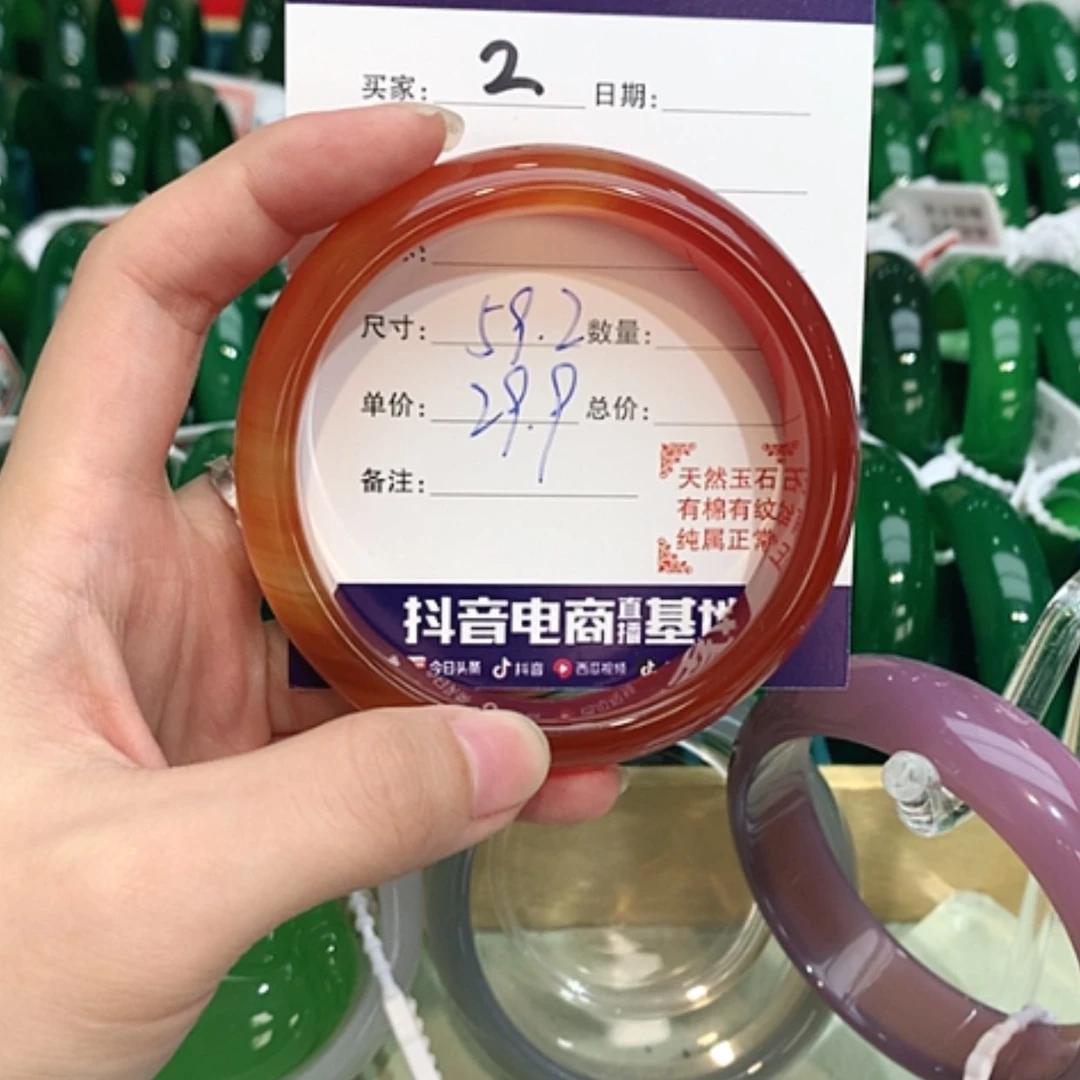 买家: 2 日期:
尺寸: 59.2 数量:
单价: 29.9 总价:
备注:
天然玉石
有棉有纹
纯属正常
抖音电商直播基地
今日头条 抖音 西瓜视频